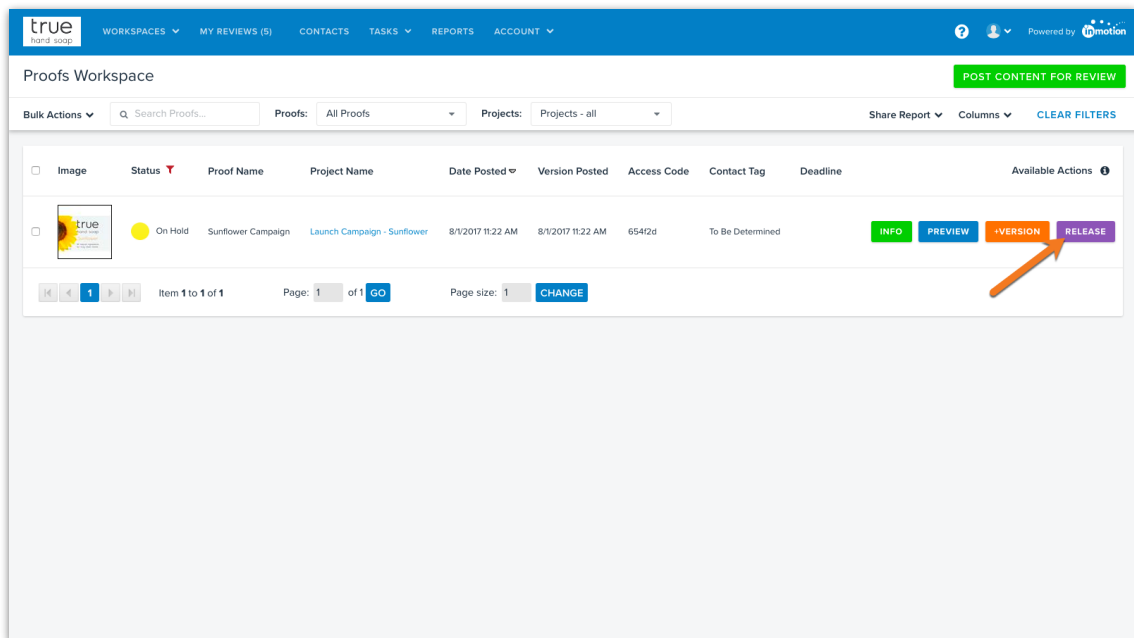 true
hand soap
WORKSPACES MY REVIEWS (5) CONTACTS TASKS REPORTS ACCOUNT
? Powered by inmotion
Proofs Workspace
POST CONTENT FOR REVIEW
Bulk Actions Search Proofs... Proofs: All Proofs Projects: Projects - all Share Report Columns CLEAR FILTERS
Image Status Proof Name Project Name Date Posted Version Posted Access Code Contact Tag Deadline Available Actions
true
hand soap
On Hold Sunflower Campaign Launch Campaign - Sunflower 8/1/2017 11:22 AM 8/1/2017 11:22 AM 654f2d To Be Determined INFO PREVIEW +VERSION RELEASE
1 Item 1 to 1 of 1 Page: 1 of 1 GO Page size: 1 CHANGE